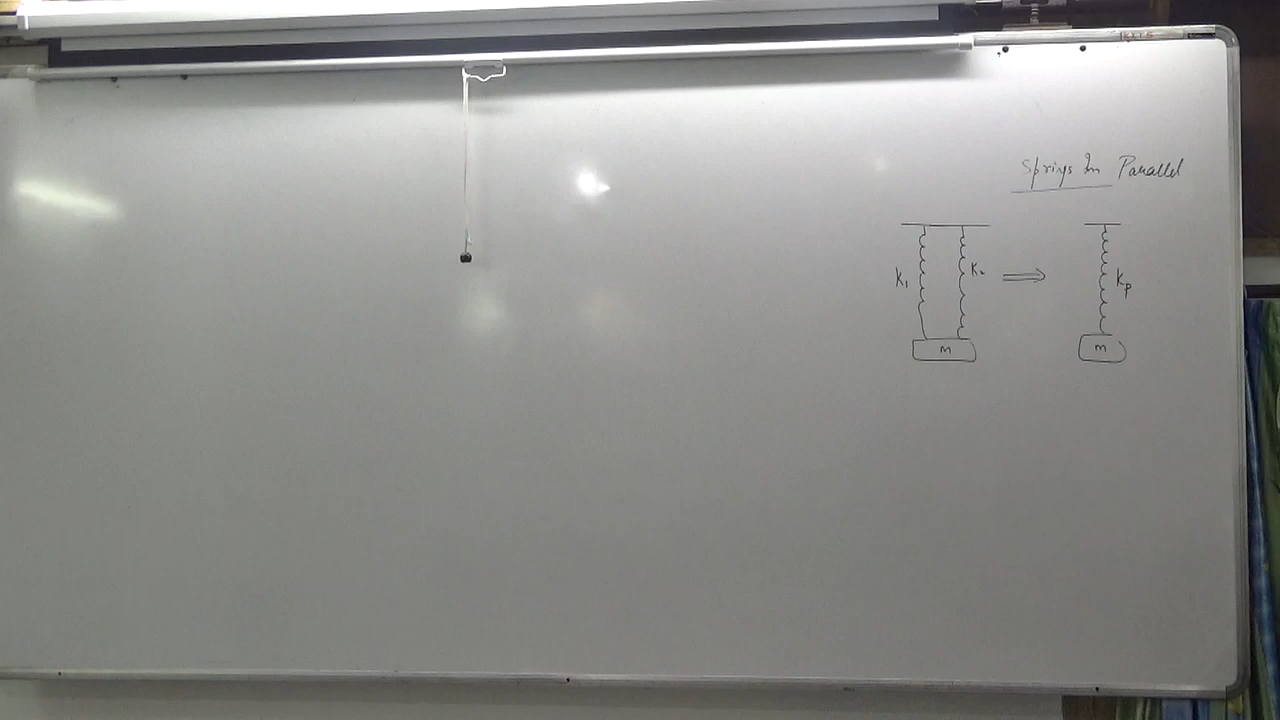 Springs In Parallel
K₁ K₂ ⟹ Kp
m m